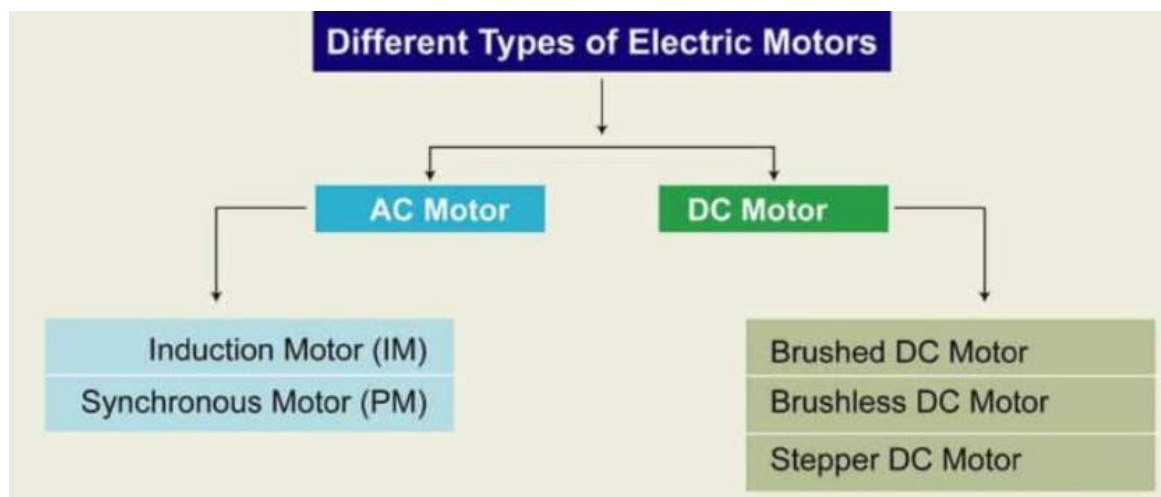 Different Types of Electric Motors
AC Motor
DC Motor
Induction Motor (IM)
Synchronous Motor (PM)
Brushed DC Motor
Brushless DC Motor
Stepper DC Motor